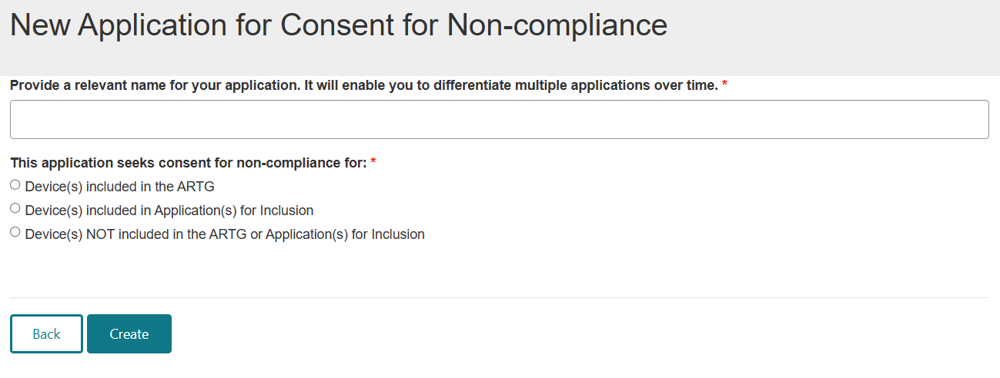 New Application for Consent for Non-compliance
Provide a relevant name for your application. It will enable you to differentiate multiple applications over time. *
This application seeks consent for non-compliance for: *
Device(s) included in the ARTG
Device(s) included in Application(s) for Inclusion
Device(s) NOT included in the ARTG or Application(s) for Inclusion
Back
Create